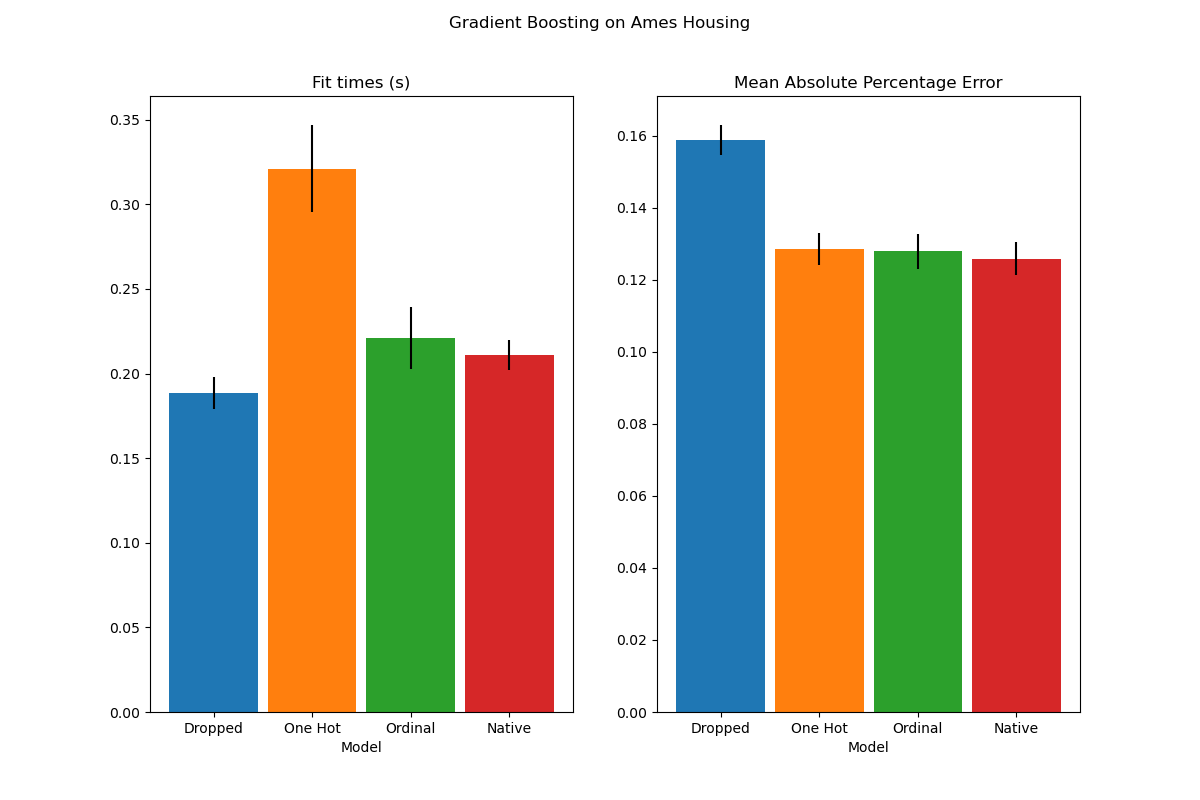 Gradient Boosting on Ames Housing
Fit times (s)
0.35
0.30
0.25
0.20
0.15
0.10
0.05
0.00
Dropped One Hot Ordinal Native
Model
Mean Absolute Percentage Error
0.16
0.14
0.12
0.10
0.08
0.06
0.04
0.02
0.00
Dropped One Hot Ordinal Native
Model